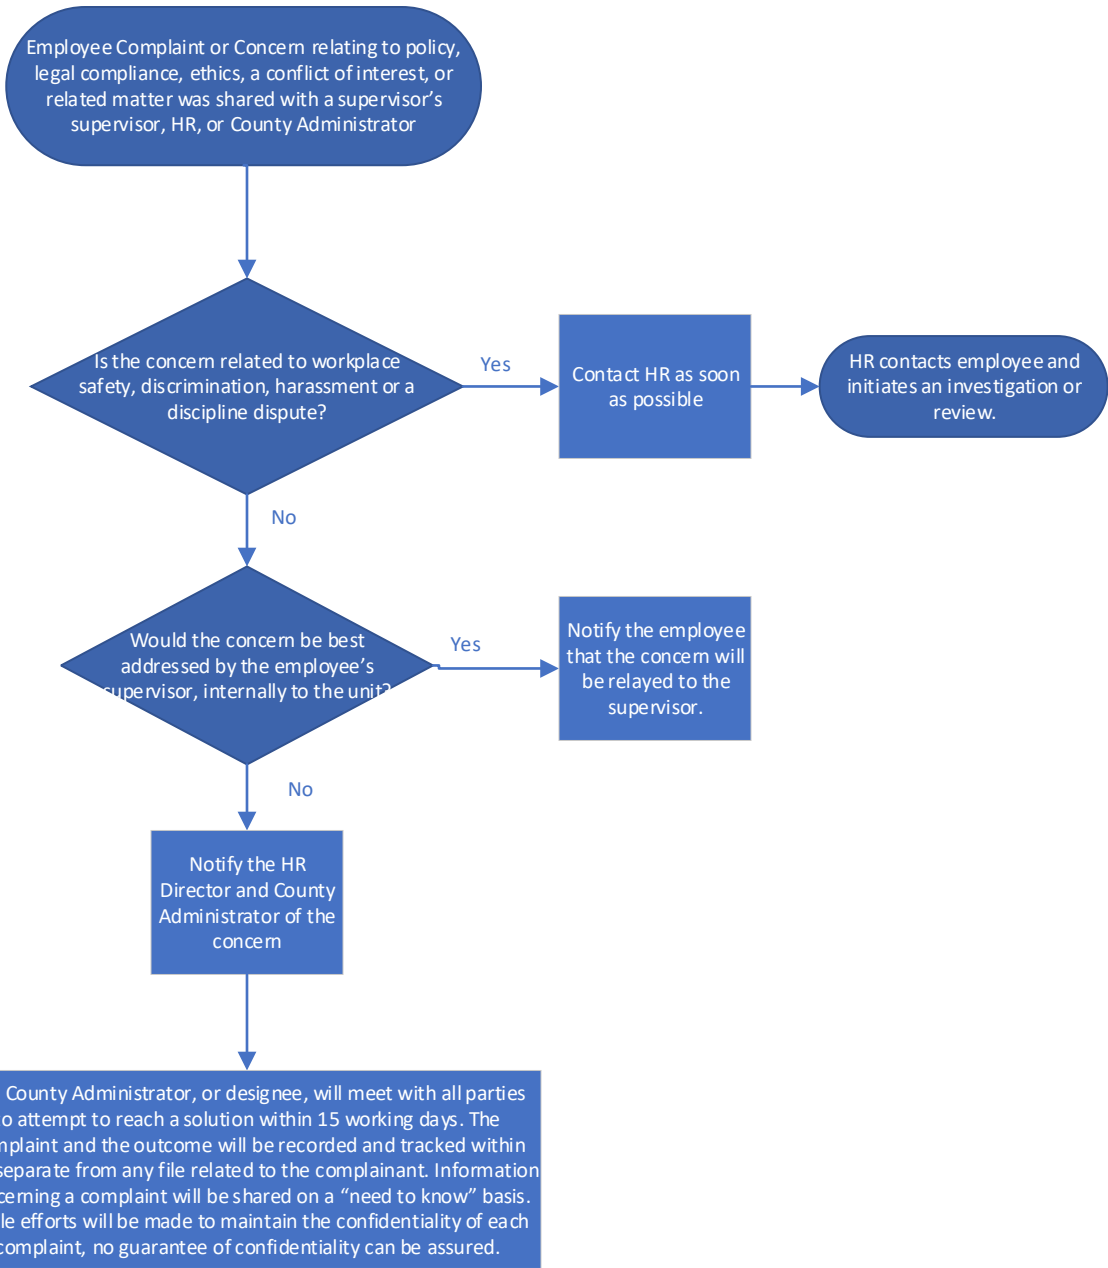 Employee Complaint or Concern relating to policy,
legal compliance, ethics, a conflict of interest, or
related matter was shared with a supervisor's
supervisor, HR, or County Administrator
Is the concern related to workplace
safety, discrimination, harassment or a
discipline dispute?
Yes
Contact HR as soon
as possible
HR contacts employee and
initiates an investigation or
review.
No
Would the concern be best
addressed by the employee's
supervisor, internally to the unit?
Yes
Notify the employee
that the concern will
be relayed to the
supervisor.
No
Notify the HR
Director and County
Administrator of the
concern
County Administrator, or designee, will meet with all parties
attempt to reach a solution within 15 working days. The
and the outcome will be recorded and tracked within
separate from any file related to the complainant. Information
a complaint will be shared on a “need to know” basis.
efforts will be made to maintain the confidentiality of each
complaint, no guarantee of confidentiality can be assured.